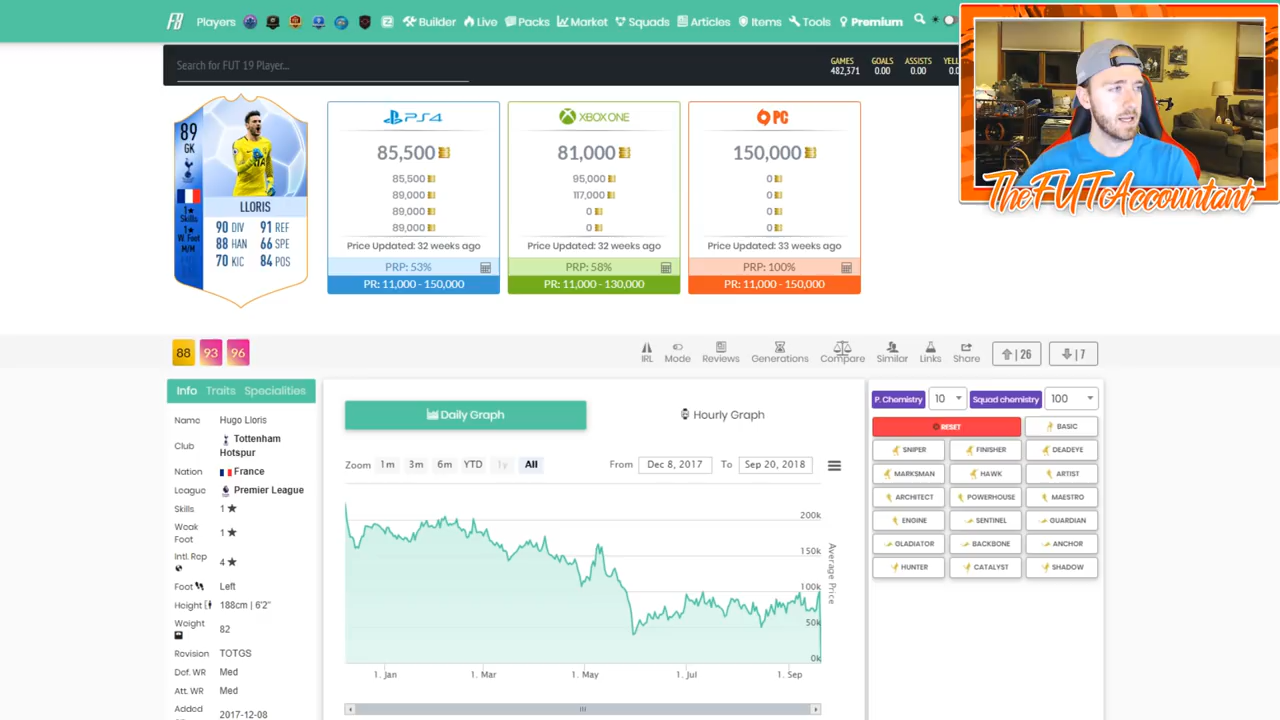 F8 Players Builder Live Packs Market Squads Articles Items Tools Premium
Search for FUT 19 Player...
GAMES GOALS ASSISTS YELL
482,371 0.00 0.00 0.0
TheFUTAccountant
89
GK
1★
Skills
1★
W. Foot
M/M
LLORIS
90 DIV 91 REF
88 HAN 66 SPE
70 KIC 84 POS
PS4
85,500
85,500
89,000
89,000
89,000
Price Updated: 32 weeks ago
PRP: 53%
PR: 11,000 - 150,000
XBOX ONE
81,000
95,000
117,000
0
0
Price Updated: 32 weeks ago
PRP: 58%
PR: 11,000 - 130,000
PC
150,000
0
0
0
0
Price Updated: 33 weeks ago
PRP: 100%
PR: 11,000 - 150,000
88 93 96
IRL Mode Reviews Generations Compare Similar Links Share
| 26
| 7
Info Traits Specialities
Name Hugo Lloris
Club Tottenham Hotspur
Nation France
League Premier League
Skills 1 ★
Weak Foot 1 ★
Intl. Rep 4 ★
Foot Left
Height 188cm | 6'2"
Weight 82
Revision TOTGS
Def. WR Med
Att. WR Med
Added 2017-12-08
Daily Graph Hourly Graph
Zoom 1m 3m 6m YTD 1y All
From Dec 8, 2017 To Sep 20, 2018
200k
150k
100k
50k
0k
Average Price
1. Jan 1. Mar 1. May 1. Jul 1. Sep
P. Chemistry 10 Squad chemistry 100
RESET BASIC
SNIPER FINISHER DEADEYE
MARKSMAN HAWK ARTIST
ARCHITECT POWERHOUSE MAESTRO
ENGINE SENTINEL GUARDIAN
GLADIATOR BACKBONE ANCHOR
HUNTER CATALYST SHADOW